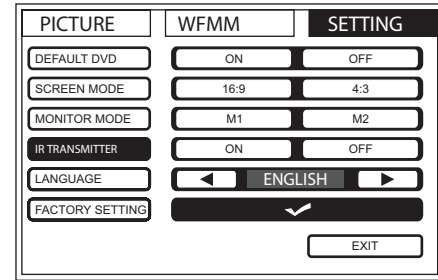 PICTURE WFMM SETTING
DEFAULT DVD ON OFF
SCREEN MODE 16:9 4:3
MONITOR MODE M1 M2
IR TRANSMITTER ON OFF
LANGUAGE ENGLISH
FACTORY SETTING
EXIT